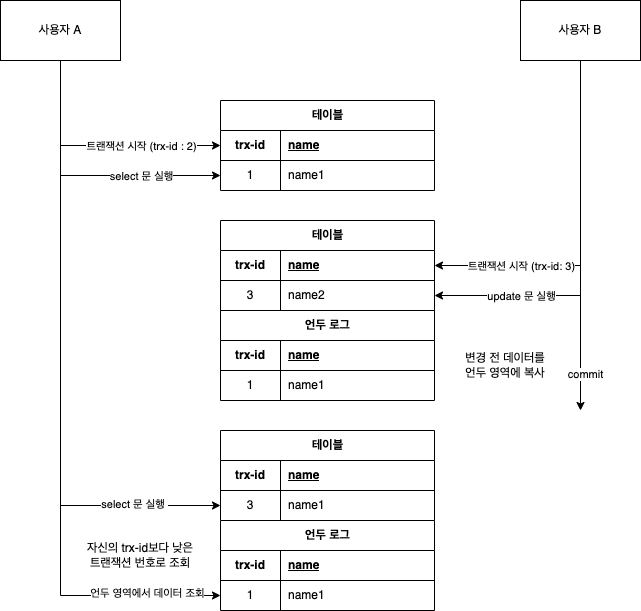 사용자 A
사용자 B
테이블
trx-id name
1 name1
트랜잭션 시작 (trx-id : 2)
select 문 실행
테이블
trx-id name
3 name2
언두 로그
trx-id name
1 name1
트랜잭션 시작 (trx-id: 3)
update 문 실행
변경 전 데이터를
언두 영역에 복사
commit
테이블
trx-id name
3 name1
언두 로그
trx-id name
1 name1
select 문 실행
자신의 trx-id보다 낮은
트랜잭션 번호로 조회
언두 영역에서 데이터 조회